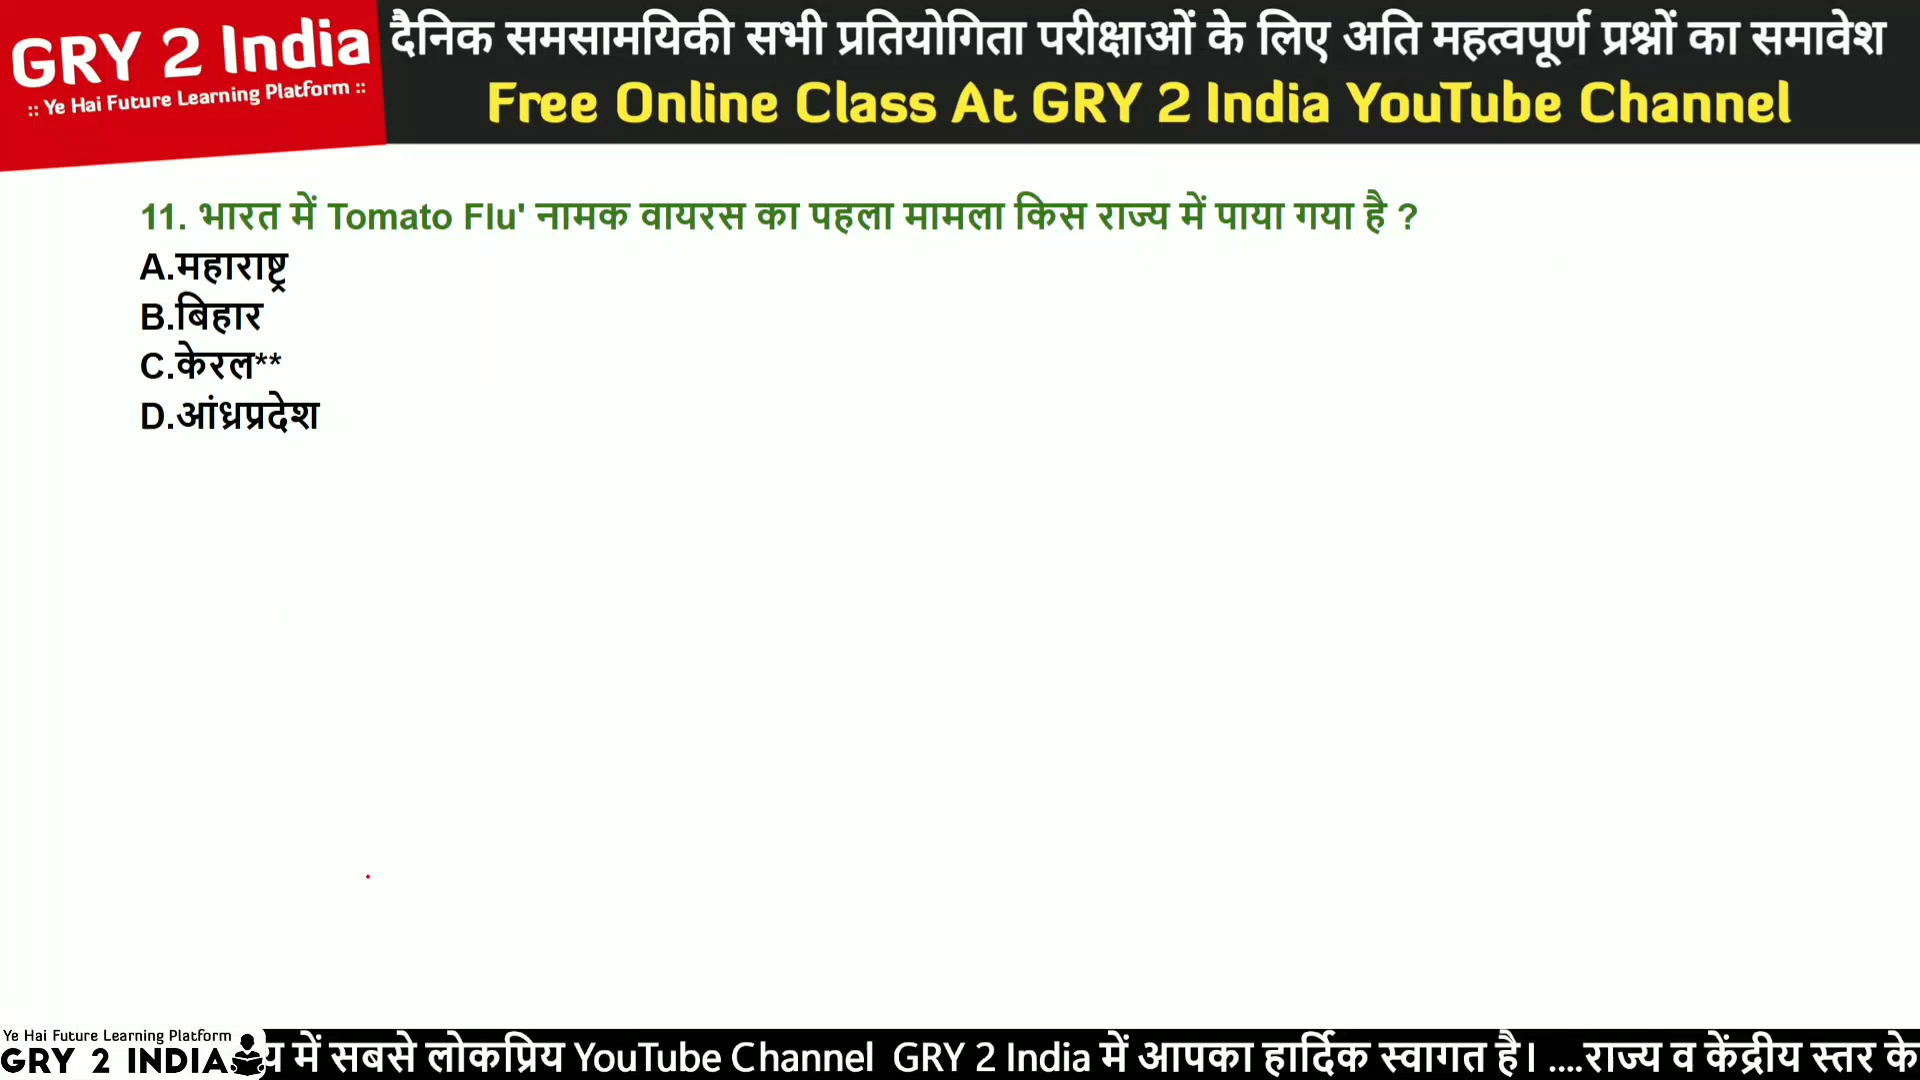 GRY 2 India
:: Ye Hai Future Learning Platform ::
दैनिक समसामयिकी सभी प्रतियोगिता परीक्षाओं के लिए अति महत्वपूर्ण प्रश्नों का समावेश
Free Online Class At GRY 2 India YouTube Channel
11. भारत में Tomato Flu' नामक वायरस का पहला मामला किस राज्य में पाया गया है ?
A.महाराष्ट्र
B.बिहार
C.केरल**
D.आंध्रप्रदेश
Ye Hai Future Learning Platform
GRY 2 INDIA
य में सबसे लोकप्रिय YouTube Channel GRY 2 India में आपका हार्दिक स्वागत है। ....राज्य व केंद्रीय स्तर के